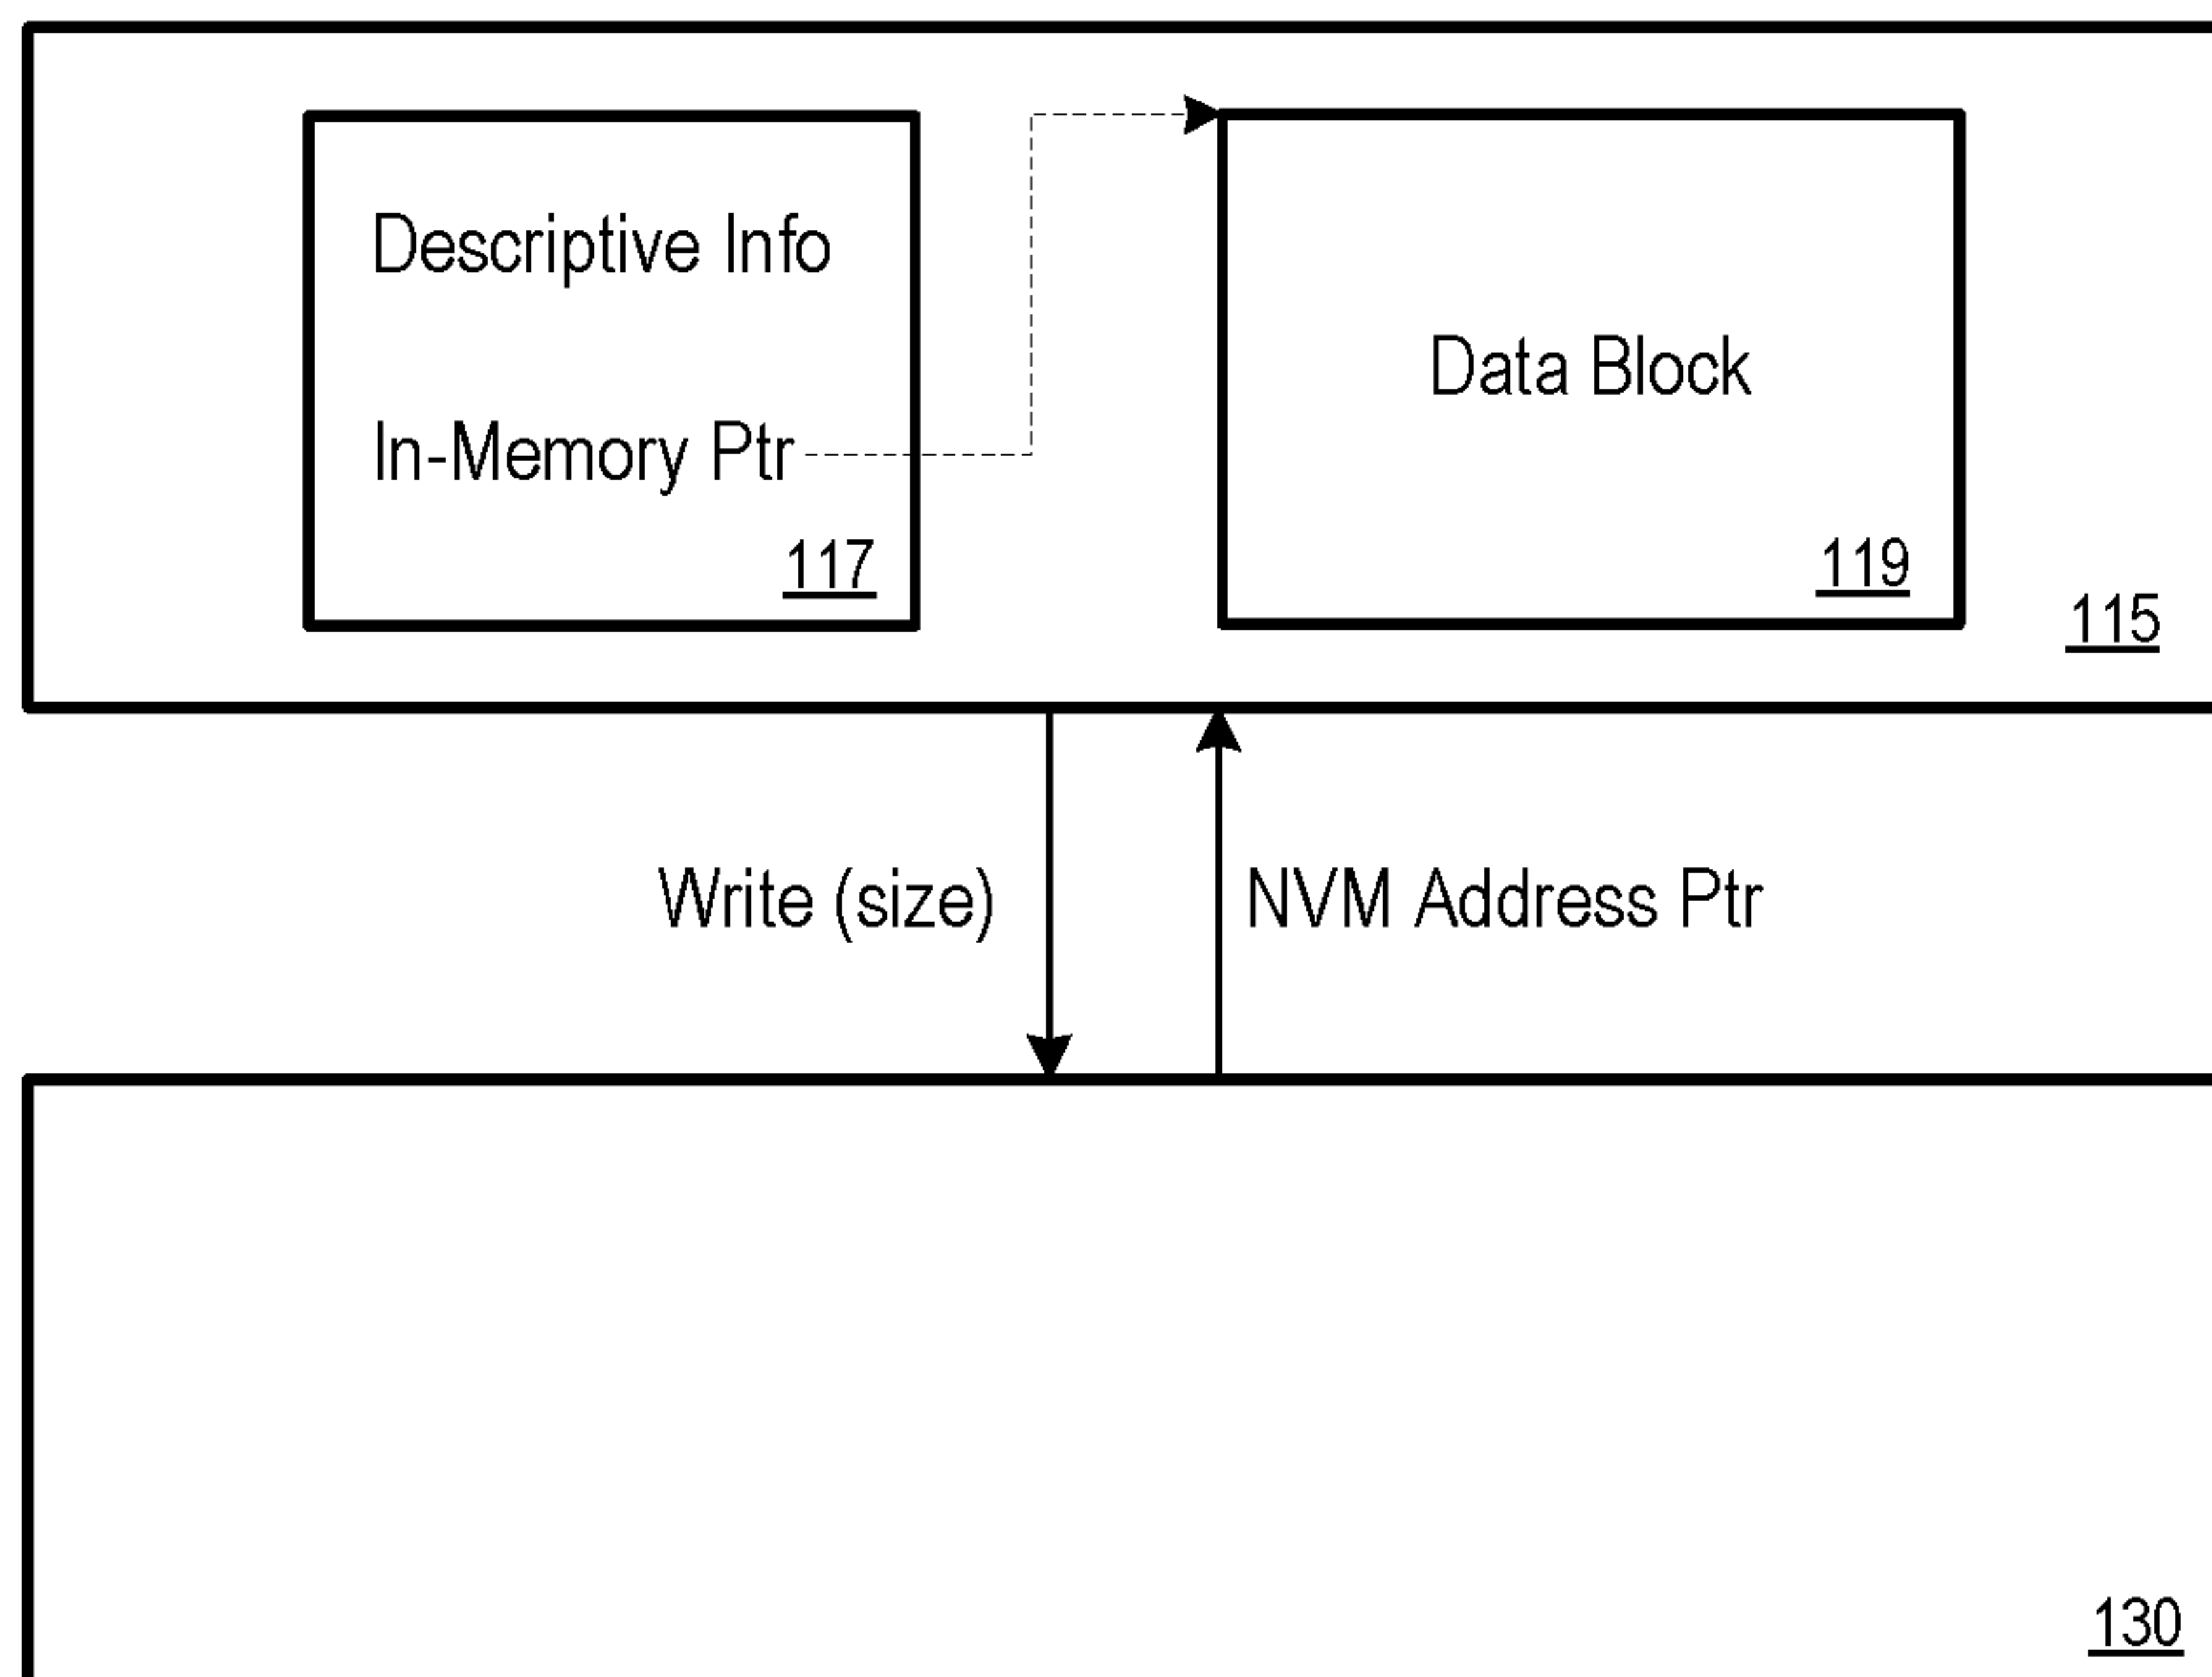 Descriptive Info
In-Memory Ptr
117
Data Block
119
115
Write (size)
NVM Address Ptr
130